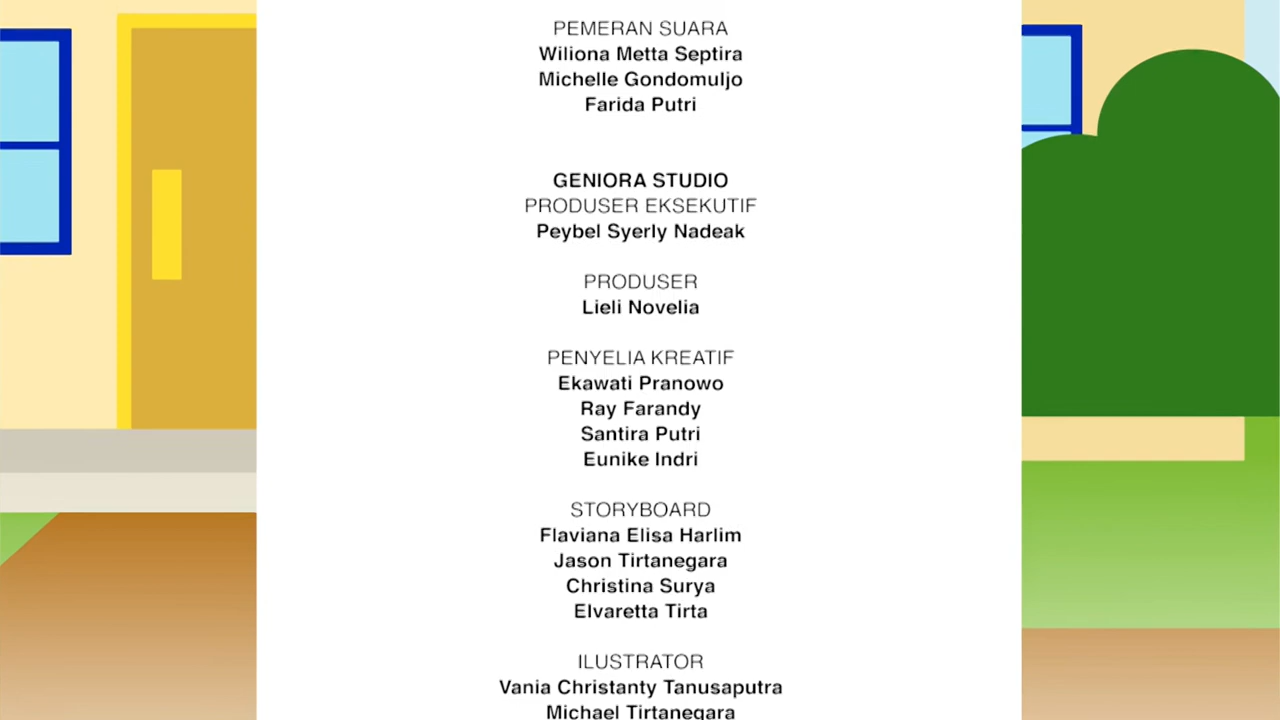 PEMERAN SUARA
Wiliona Metta Septira
Michelle Gondomuljo
Farida Putri
GENIORA STUDIO
PRODUSER EKSEKUTIF
Peybel Syerly Nadeak
PRODUSER
Lieli Novelia
PENYELIA KREATIF
Ekawati Pranowo
Ray Farandy
Santira Putri
Eunike Indri
STORYBOARD
Flaviana Elisa Harlim
Jason Tirtanegara
Christina Surya
Elvaretta Tirta
ILUSTRATOR
Vania Christanty Tanusaputra
Michael Tirtanegara